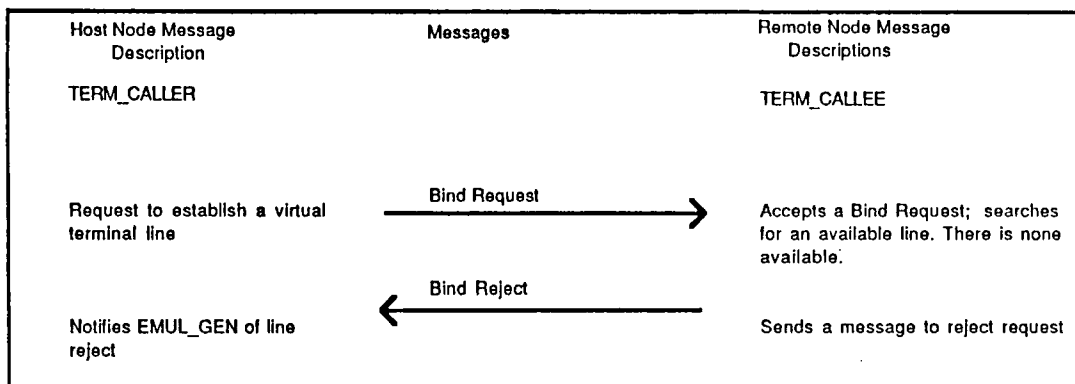 Host Node Message
Description
Messages
Remote Node Message
Descriptions
TERM_CALLER
TERM_CALLEE
Request to establish a virtual
terminal line
Bind Request
Accepts a Bind Request; searches
for an available line. There is none
available.
Bind Reject
Notifies EMUL_GEN of line
reject
Sends a message to reject request